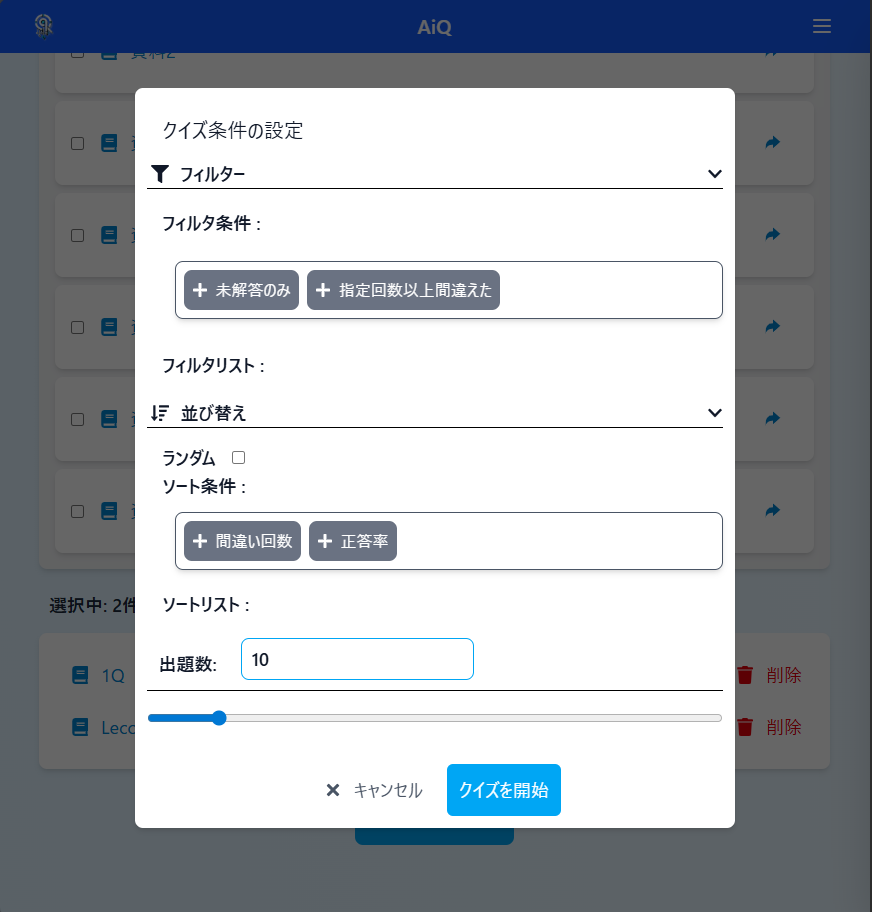 AiQ
資料2
クイズ条件の設定
フィルター
フィルタ条件 :
未解答のみ 指定回数以上間違えた
フィルタリスト :
並び替え
ランダム
ソート条件 :
間違い回数 正答率
ソートリスト :
選択中: 2件
出題数: 10
1Q 削除
削除
キャンセル クイズを開始